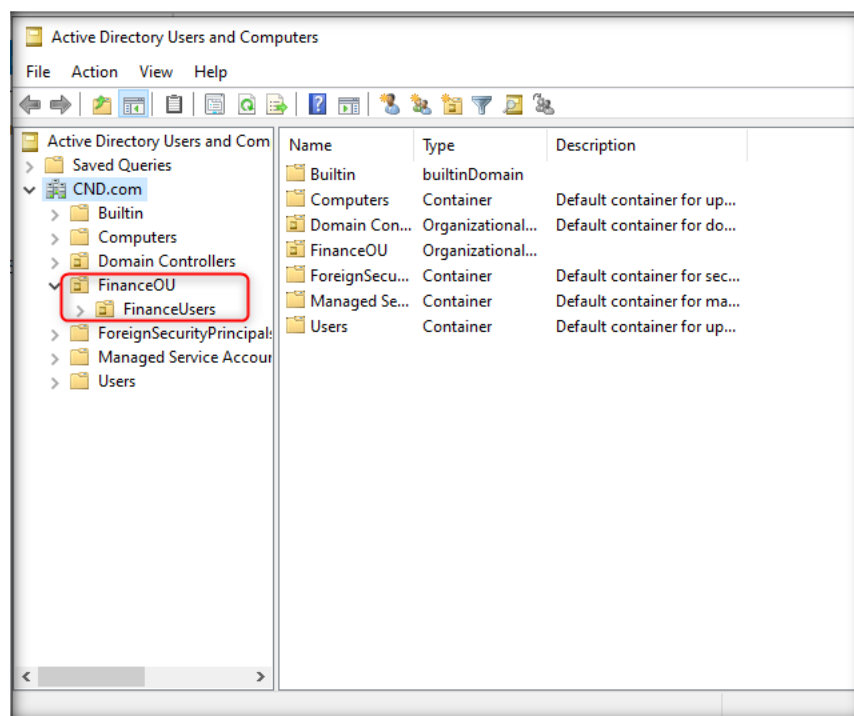 Active Directory Users and Computers
File Action View Help
Active Directory Users and Com
Saved Queries
CND.com
Builtin
Computers
Domain Controllers
FinanceOU
FinanceUsers
ForeignSecurityPrincipals
Managed Service Accour
Users
Name Type Description
Builtin builtinDomain
Computers Container Default container for up...
Domain Con... Organizational... Default container for do...
FinanceOU Organizational...
ForeignSecu... Container Default container for sec...
Managed Se... Container Default container for ma...
Users Container Default container for up...